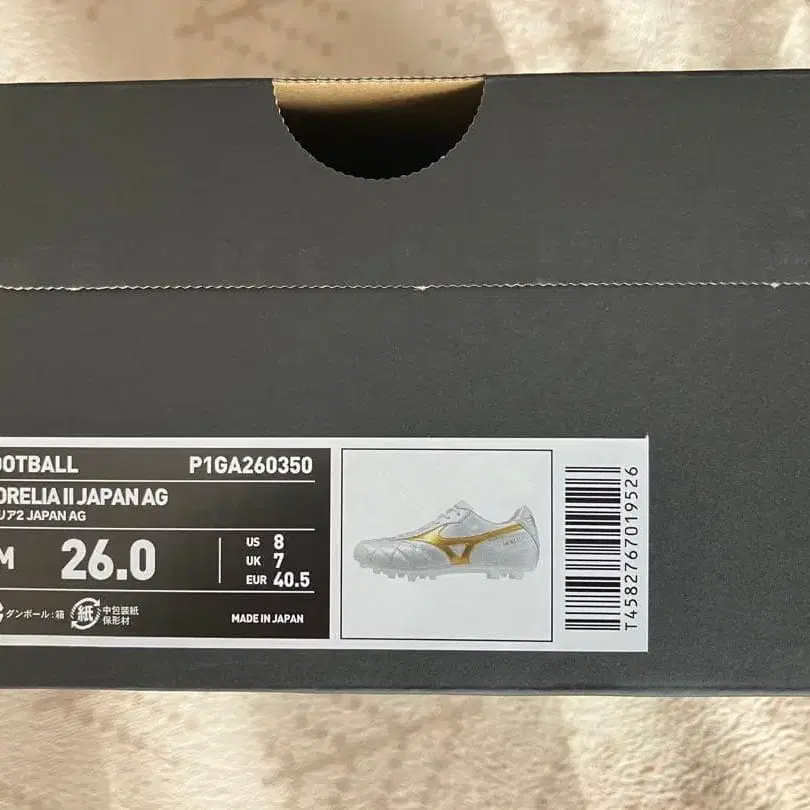 OOTBALL P1GA260350
ORELIA II JAPAN AG
リア2 JAPAN AG
M 26.0
US 8
UK 7
EUR 40.5
ダンボール:箱
紙 中包装紙
保形材
MADE IN JAPAN
T4582767019526